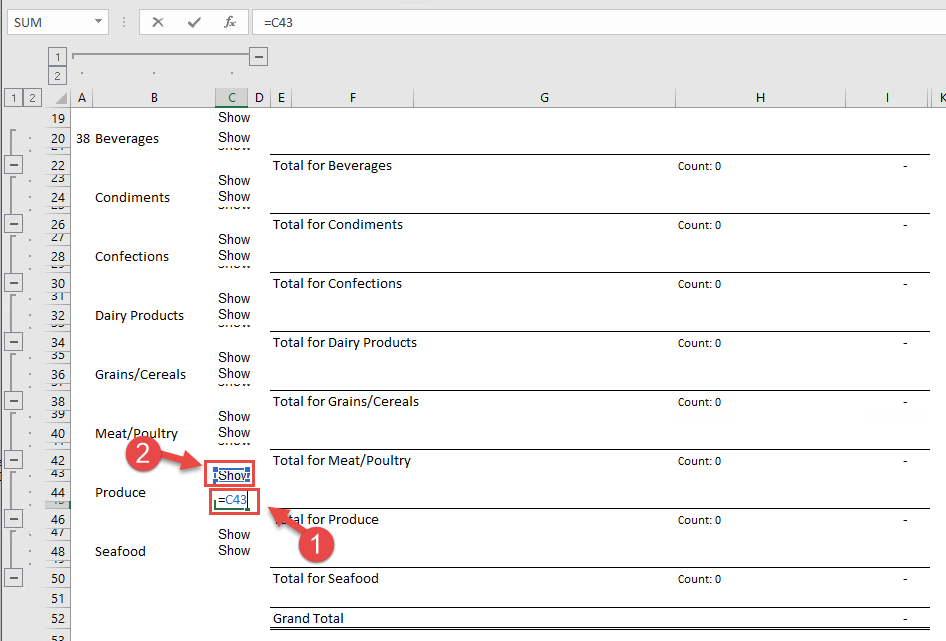 SUM fx =C43
1
2
1 2 A B C D E F G H I K
19 Show
20 38 Beverages Show
22 Total for Beverages Count: 0 -
23 Show
24 Condiments Show
26 Total for Condiments Count: 0 -
27 Show
28 Confections Show
30 Total for Confections Count: 0 -
31 Show
32 Dairy Products Show
34 Total for Dairy Products Count: 0 -
35 Show
36 Grains/Cereals Show
38 Total for Grains/Cereals Count: 0 -
39 Show
40 Meat/Poultry Show
2
42 Total for Meat/Poultry Count: 0 -
43 Show
44 Produce =C43
46 Total for Produce Count: 0 -
1
47 Show
48 Seafood Show
50 Total for Seafood Count: 0 -
51
52 Grand Total -
53